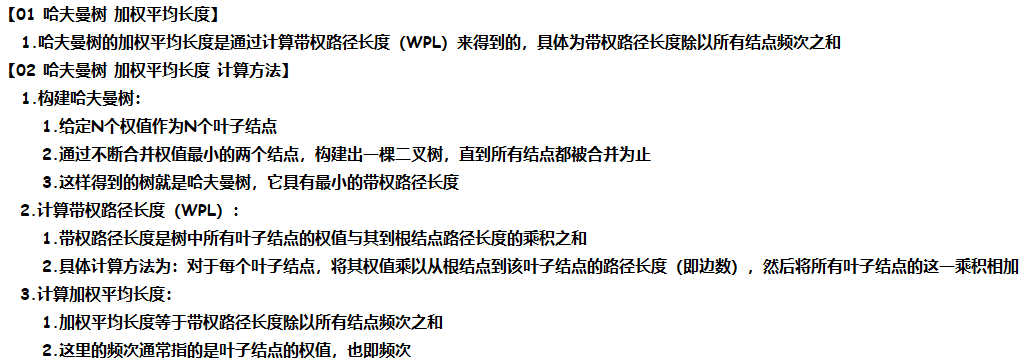 【01 哈夫曼树 加权平均长度】
1.哈夫曼树的加权平均长度是通过计算带权路径长度（WPL）来得到的，具体为带权路径长度除以所有结点频次之和
【02 哈夫曼树 加权平均长度 计算方法】
1.构建哈夫曼树：
1.给定N个权值作为N个叶子结点
2.通过不断合并权值最小的两个结点，构建出一棵二叉树，直到所有结点都被合并为止
3.这样得到的树就是哈夫曼树，它具有最小的带权路径长度
2.计算带权路径长度（WPL）：
1.带权路径长度是树中所有叶子结点的权值与其到根结点路径长度的乘积之和
2.具体计算方法为：对于每个叶子结点，将其权值乘以从根结点到该叶子结点的路径长度（即边数），然后将所有叶子结点的这一乘积相加
3.计算加权平均长度：
1.加权平均长度等于带权路径长度除以所有结点频次之和
2.这里的频次通常指的是叶子结点的权值，也即频次